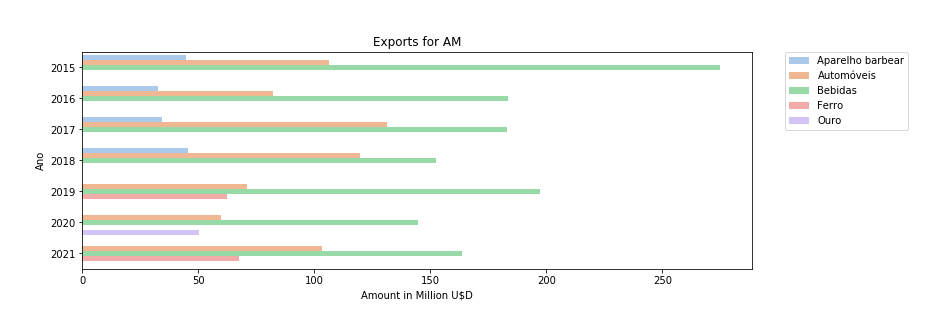 Exports for AM
Aparelho barbear
Automóveis
Bebidas
Ferro
Ouro
Ano
2015
2016
2017
2018
2019
2020
2021
0 50 100 150 200 250
Amount in Million U$D